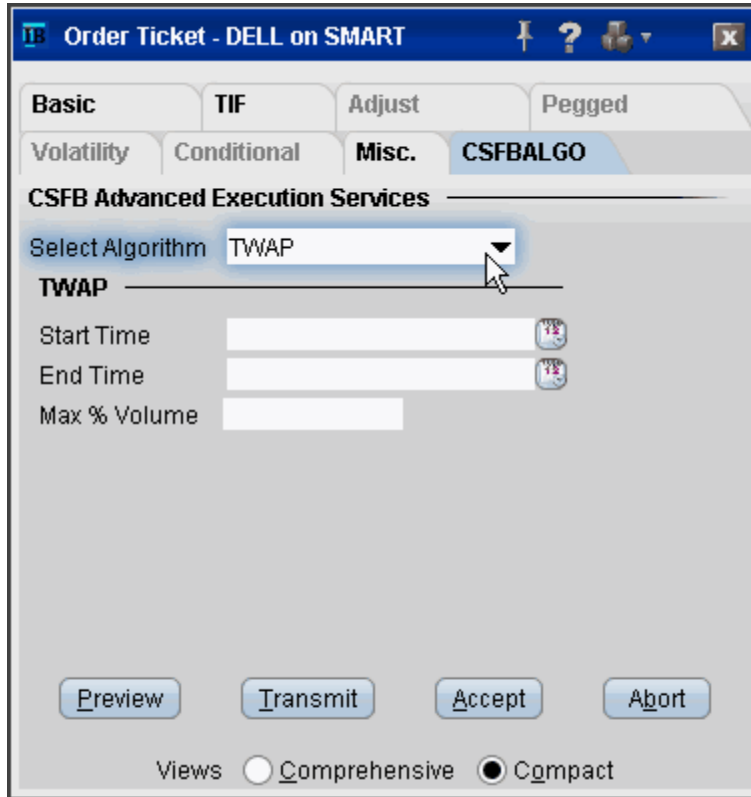 Order Ticket - DELL on SMART
Basic TIF Adjust Pegged
Volatility Conditional Misc. CSFBALGO
CSFB Advanced Execution Services
Select Algorithm TWAP
TWAP
Start Time
End Time
Max % Volume
Preview Transmit Accept Abort
Views Comprehensive Compact